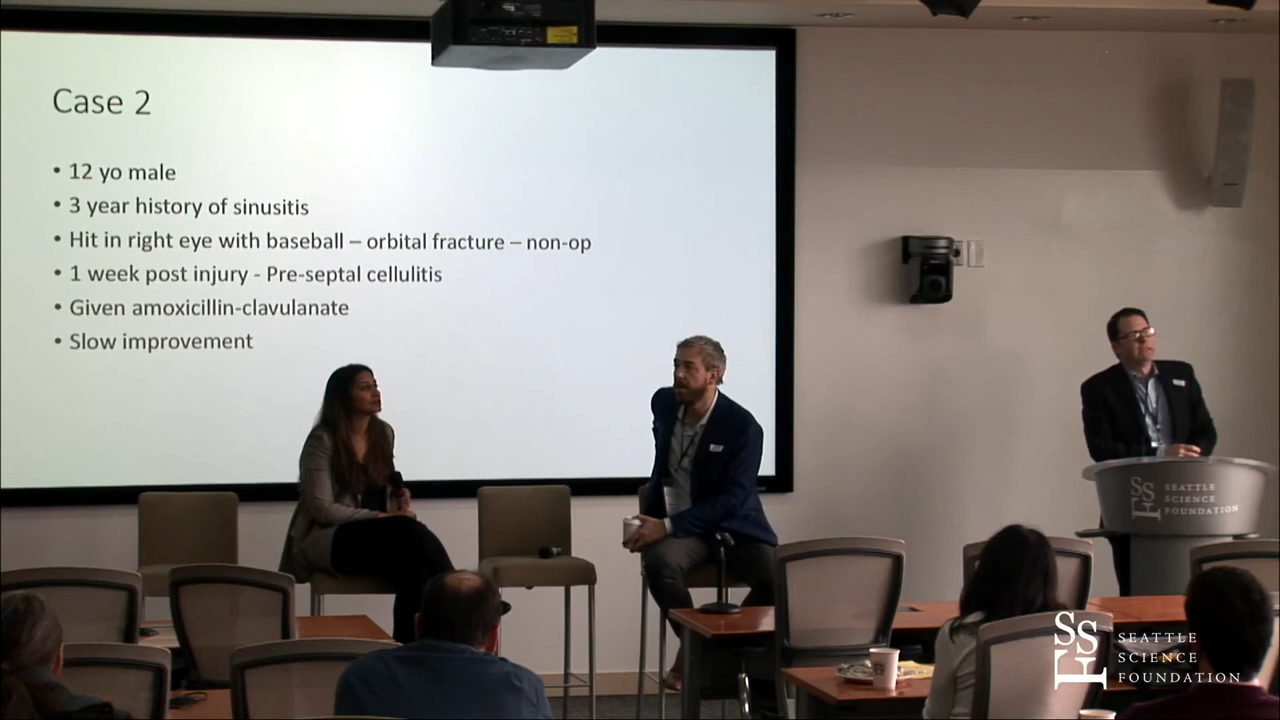 Case 2
• 12 yo male
• 3 year history of sinusitis
• Hit in right eye with baseball – orbital fracture – non-op
• 1 week post injury - Pre-septal cellulitis
• Given amoxicillin-clavulanate
• Slow improvement
SSF
SEATTLE
SCIENCE
FOUNDATION
SSF
SEATTLE
SCIENCE
FOUNDATION